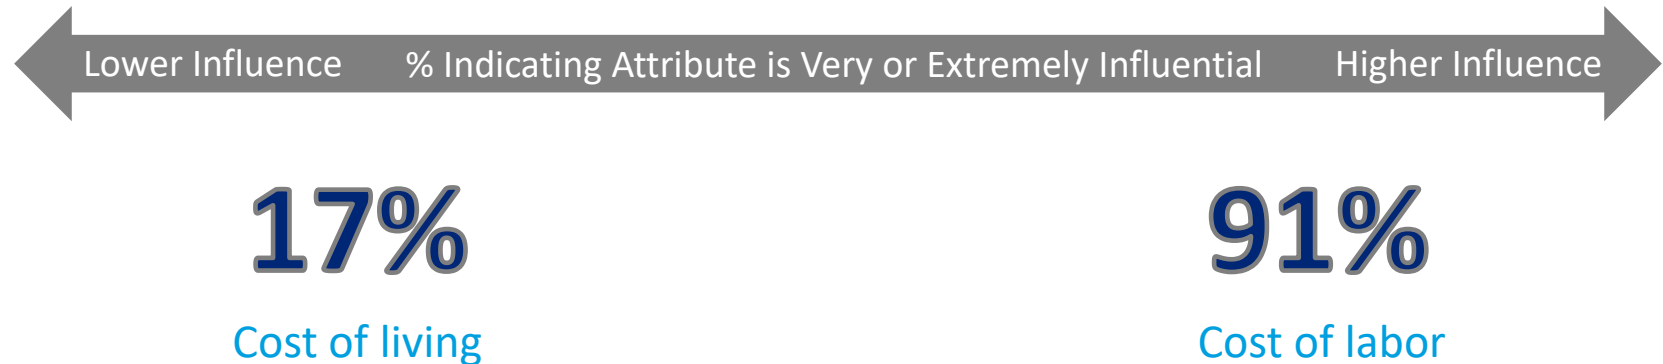 Lower Influence % Indicating Attribute is Very or Extremely Influential Higher Influence
17% 91%
Cost of living Cost of labor